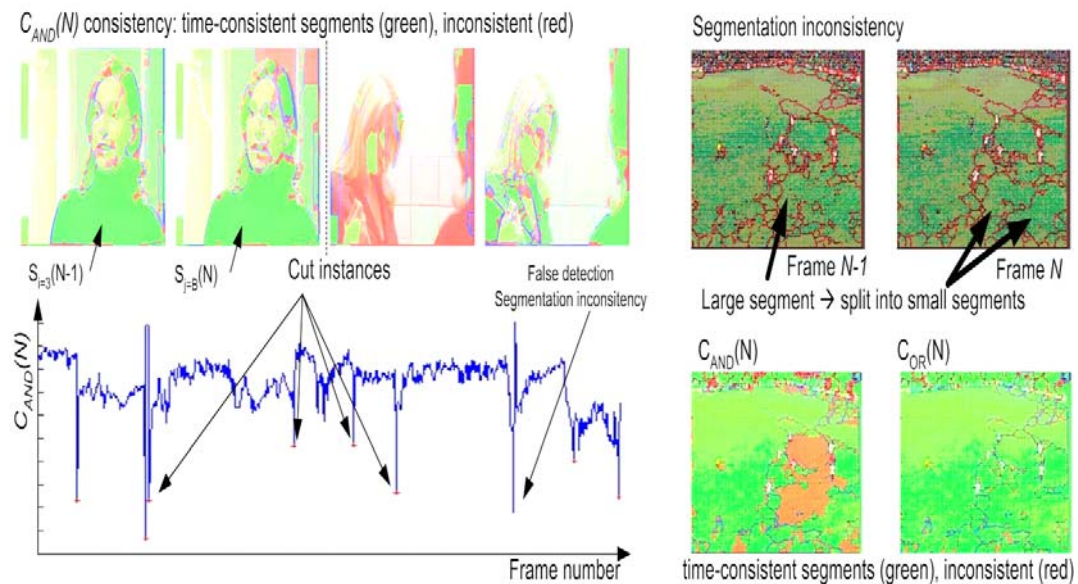 C_AND(N) consistency: time-consistent segments (green), inconsistent (red)
Segmentation inconsistency
S_i=3(N-1)
S_j=B(N)
Cut instances
False detection
Segmentation inconsitency
Frame N-1
Frame N
Large segment → split into small segments
C_AND(N)
Frame number
C_AND(N)
C_OR(N)
time-consistent segments (green), inconsistent (red)